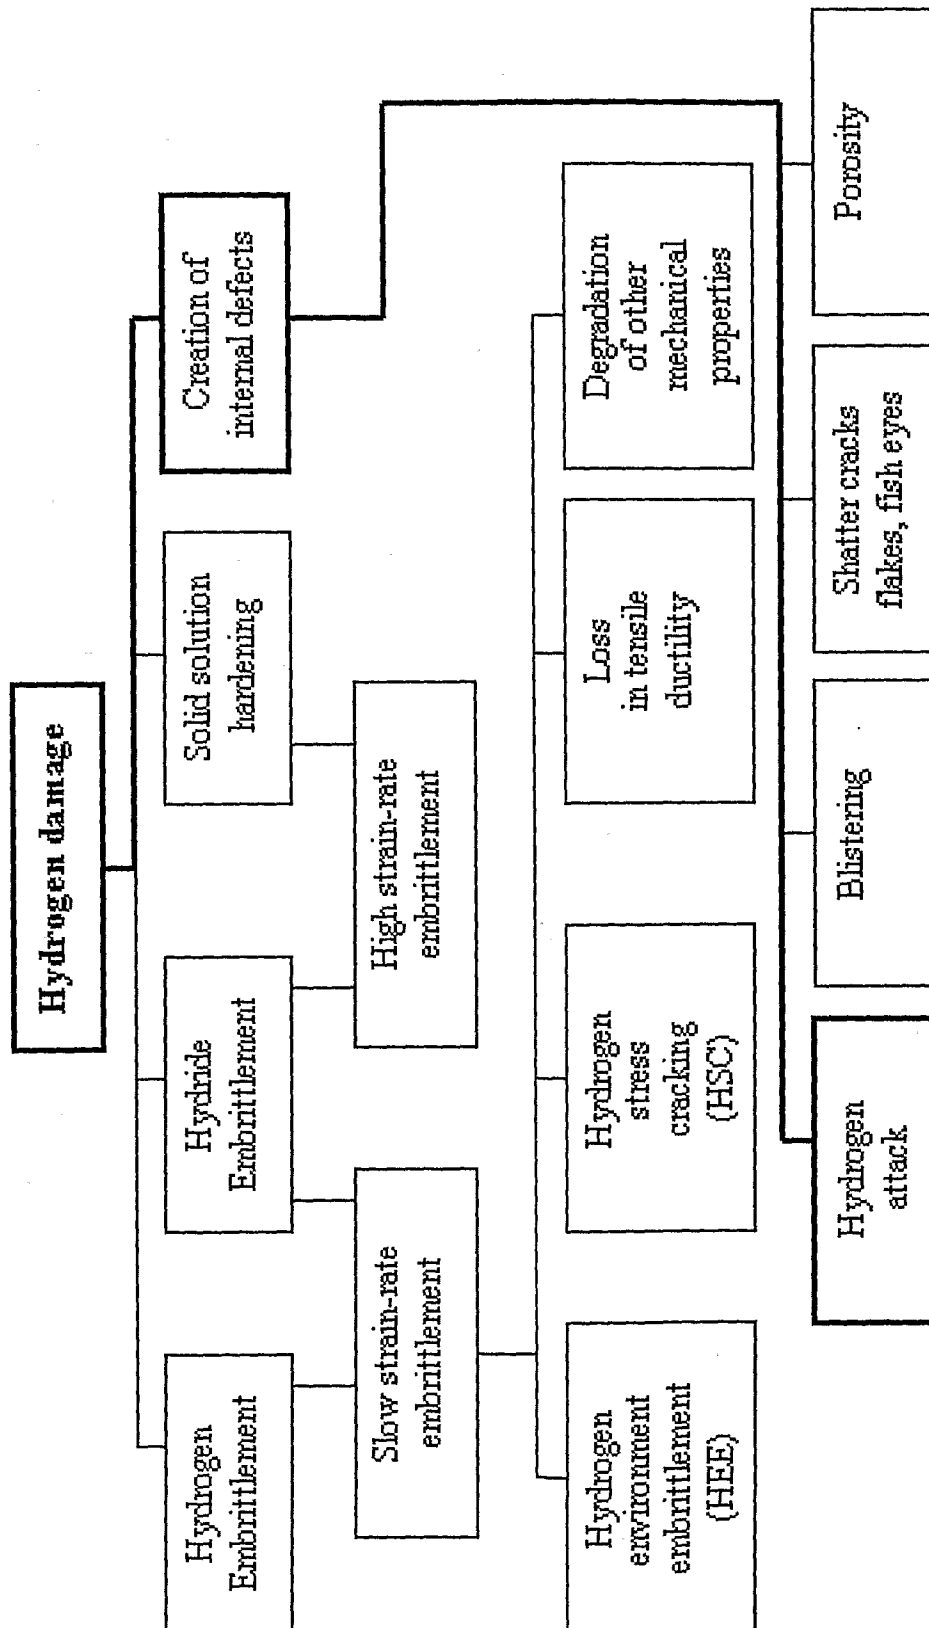 Hydrogen damage
Hydrogen
Embrittlement
Hydride
Embrittlement
Solid solution
hardening
Creation of
internal defects
Slow strain-rate
embrittlement
High strain-rate
embrittlement
Hydrogen
environment
embrittlement
(HEE)
Hydrogen
stress
cracking
(HSC)
Loss
in tensile
ductility
Degradation
of other
mechanical
properties
Hydrogen
attack
Blistering
Shatter cracks
flakes, fish eyes
Porosity